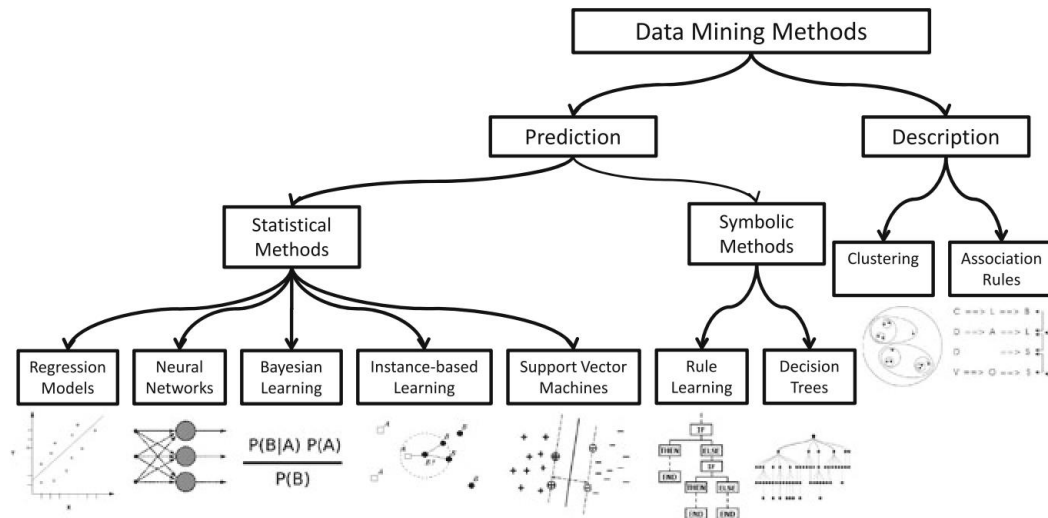 Data Mining Methods
Prediction
Description
Statistical
Methods
Symbolic
Methods
Clustering
Association
Rules
Regression
Models
Neural
Networks
Bayesian
Learning
Instance-based
Learning
Support Vector
Machines
Rule
Learning
Decision
Trees
C ==> L ==> B
D ==> A ==> L
V ==> O ==> S
P(B|A) P(A)
P(B)
IF
THEN
ELSE
IF
END
THEN
ELSE
END
END